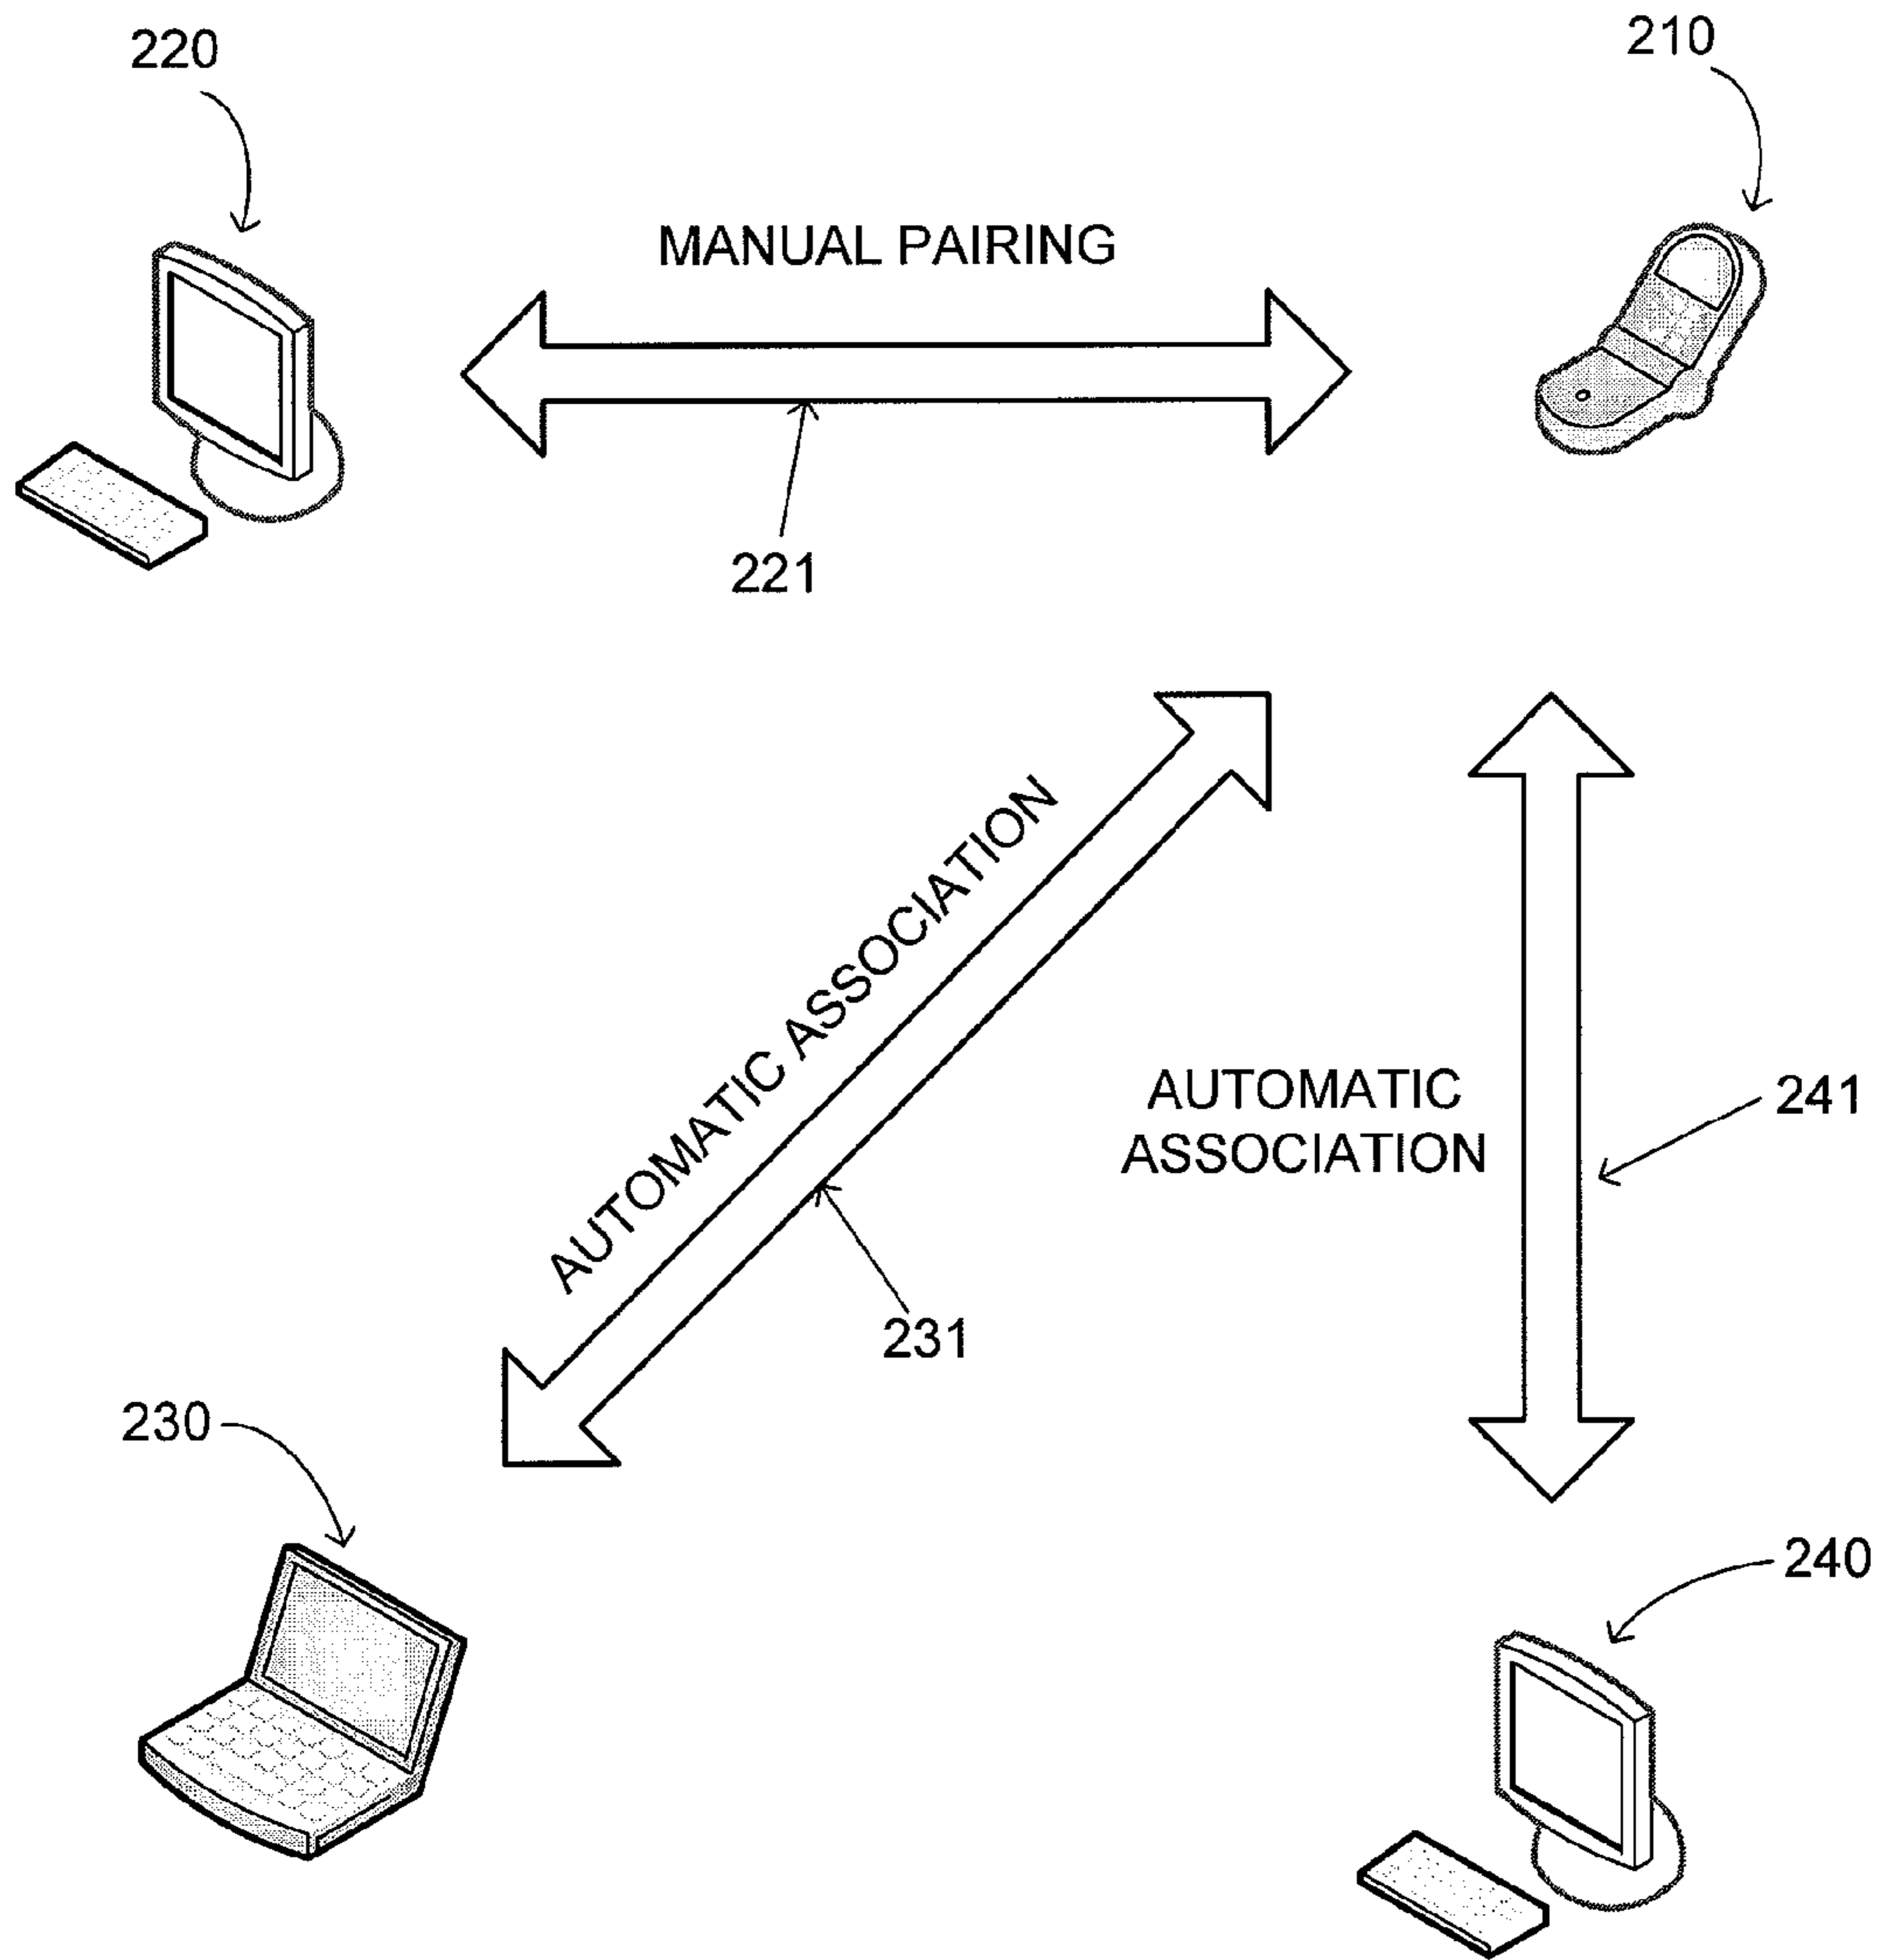 220
210
MANUAL PAIRING
221
AUTOMATIC ASSOCIATION
AUTOMATIC
ASSOCIATION
241
231
230
240